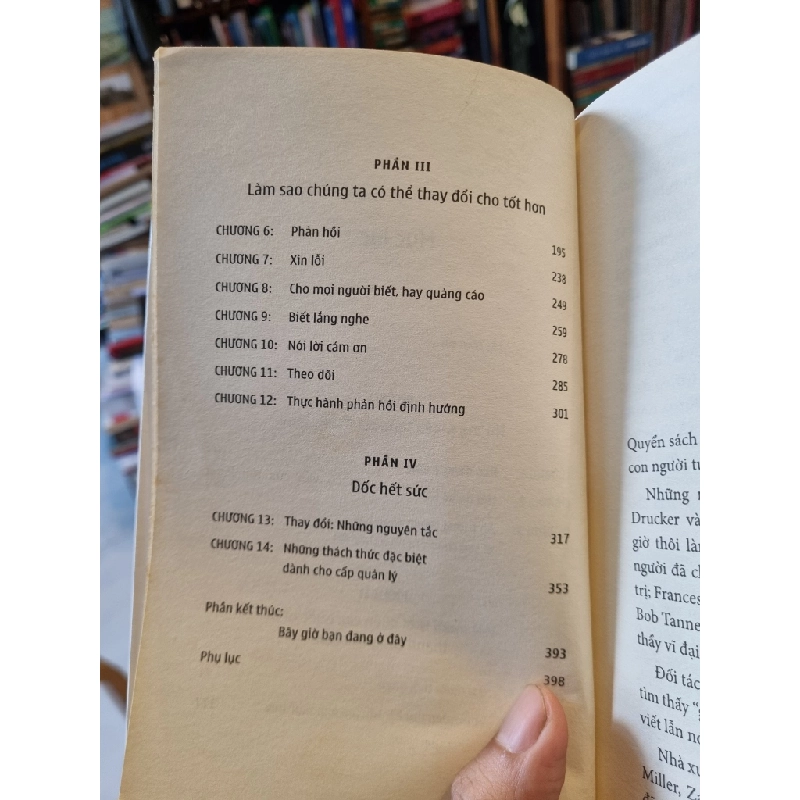 PHẦN III
Làm sao chúng ta có thể thay đổi cho tốt hơn
CHƯƠNG 6: Phản hồi 195
CHƯƠNG 7: Xin lỗi 238
CHƯƠNG 8: Cho mọi người biết, hay quảng cáo 249
CHƯƠNG 9: Biết lắng nghe 259
CHƯƠNG 10: Nói lời cảm ơn 278
CHƯƠNG 11: Theo dõi 285
CHƯƠNG 12: Thực hành phản hồi định hướng 301
PHẦN IV
Dốc hết sức
CHƯƠNG 13: Thay đổi: Những nguyên tắc 317
CHƯƠNG 14: Những thách thức đặc biệt
dành cho cấp quản lý 353
Phần kết thúc:
Bây giờ bạn đang ở đây 393
Phụ lục 398
Quyển sách
con người
Những
Drucker và
giờ thôi
người đã
trị; Frances
Bob
thầy vĩ đại
Đối tác
tìm thấy
viết lẫn
Nhà
Miller,